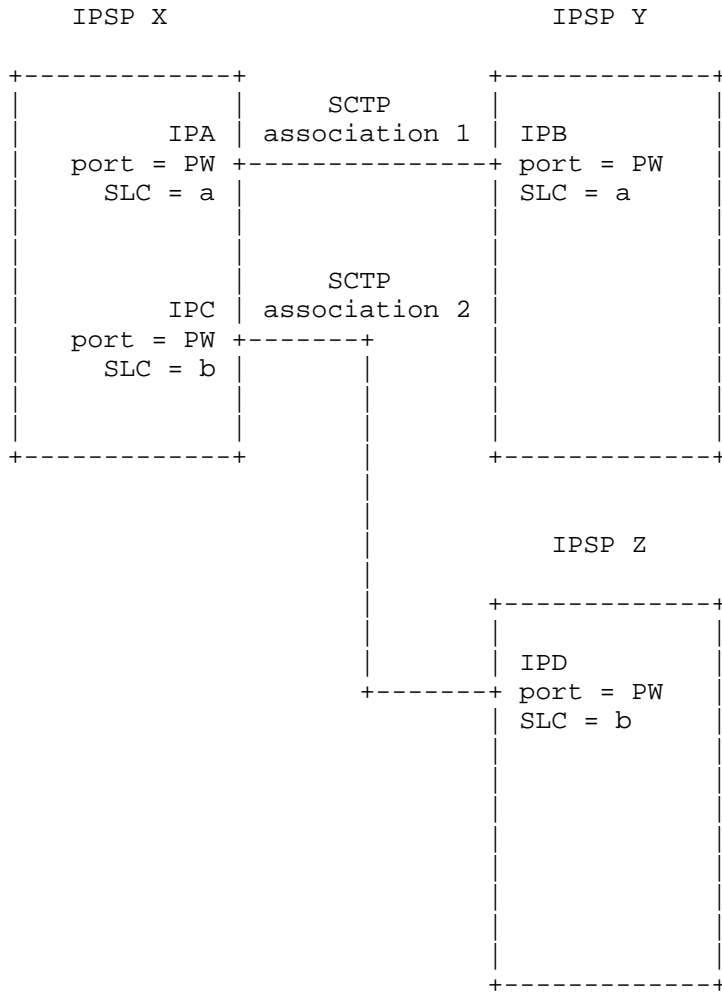 IPSP X IPSP Y
SCTP
IPA association 1 IPB
port = PW port = PW
SLC = a SLC = a
SCTP
IPC association 2
port = PW
SLC = b
IPSP Z
IPD
port = PW
SLC = b